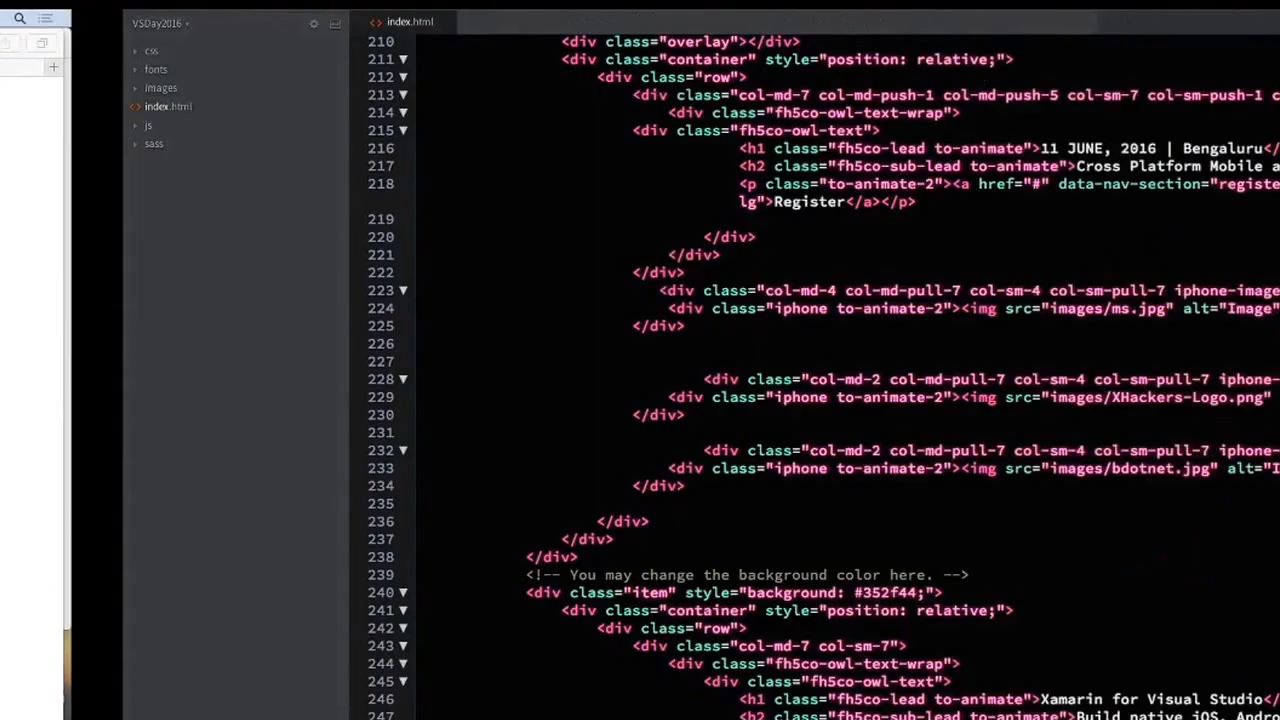 VSDay2016
css
fonts
images
<> index.html
js
sass
<> index.html
210 <div class="overlay"></div>
211 <div class="container" style="position: relative;">
212 <div class="row">
213 <div class="col-md-7 col-md-push-1 col-md-push-5 col-sm-7 col-sm-push-1 c
214 <div class="fh5co-owl-text-wrap">
215 <div class="fh5co-owl-text">
216 <h1 class="fh5co-lead to-animate">11 JUNE, 2016 | Bengaluru</
217 <h2 class="fh5co-sub-lead to-animate">Cross Platform Mobile a
218 <p class="to-animate-2"><a href="#" data-nav-section="registe
lg">Register</a></p>
219
220 </div>
221 </div>
222 </div>
223 <div class="col-md-4 col-md-pull-7 col-sm-4 col-sm-pull-7 iphone-image
224 <div class="iphone to-animate-2"><img src="images/ms.jpg" alt="Image"
225 </div>
226
227
228 <div class="col-md-2 col-md-pull-7 col-sm-4 col-sm-pull-7 iphone-
229 <div class="iphone to-animate-2"><img src="images/XHackers-Logo.png"
230 </div>
231
232 <div class="col-md-2 col-md-pull-7 col-sm-4 col-sm-pull-7 iphone-
233 <div class="iphone to-animate-2"><img src="images/bdotnet.jpg" alt="I
234 </div>
235
236 </div>
237 </div>
238 </div>
239 <!-- You may change the background color here. -->
240 <div class="item" style="background: #352f44;">
241 <div class="container" style="position: relative;">
242 <div class="row">
243 <div class="col-md-7 col-sm-7">
244 <div class="fh5co-owl-text-wrap">
245 <div class="fh5co-owl-text">
246 <h1 class="fh5co-lead to-animate">Xamarin for Visual Studio</
247 <h2 class="fh5co-sub-lead to-animate">Build native iOS, Andro